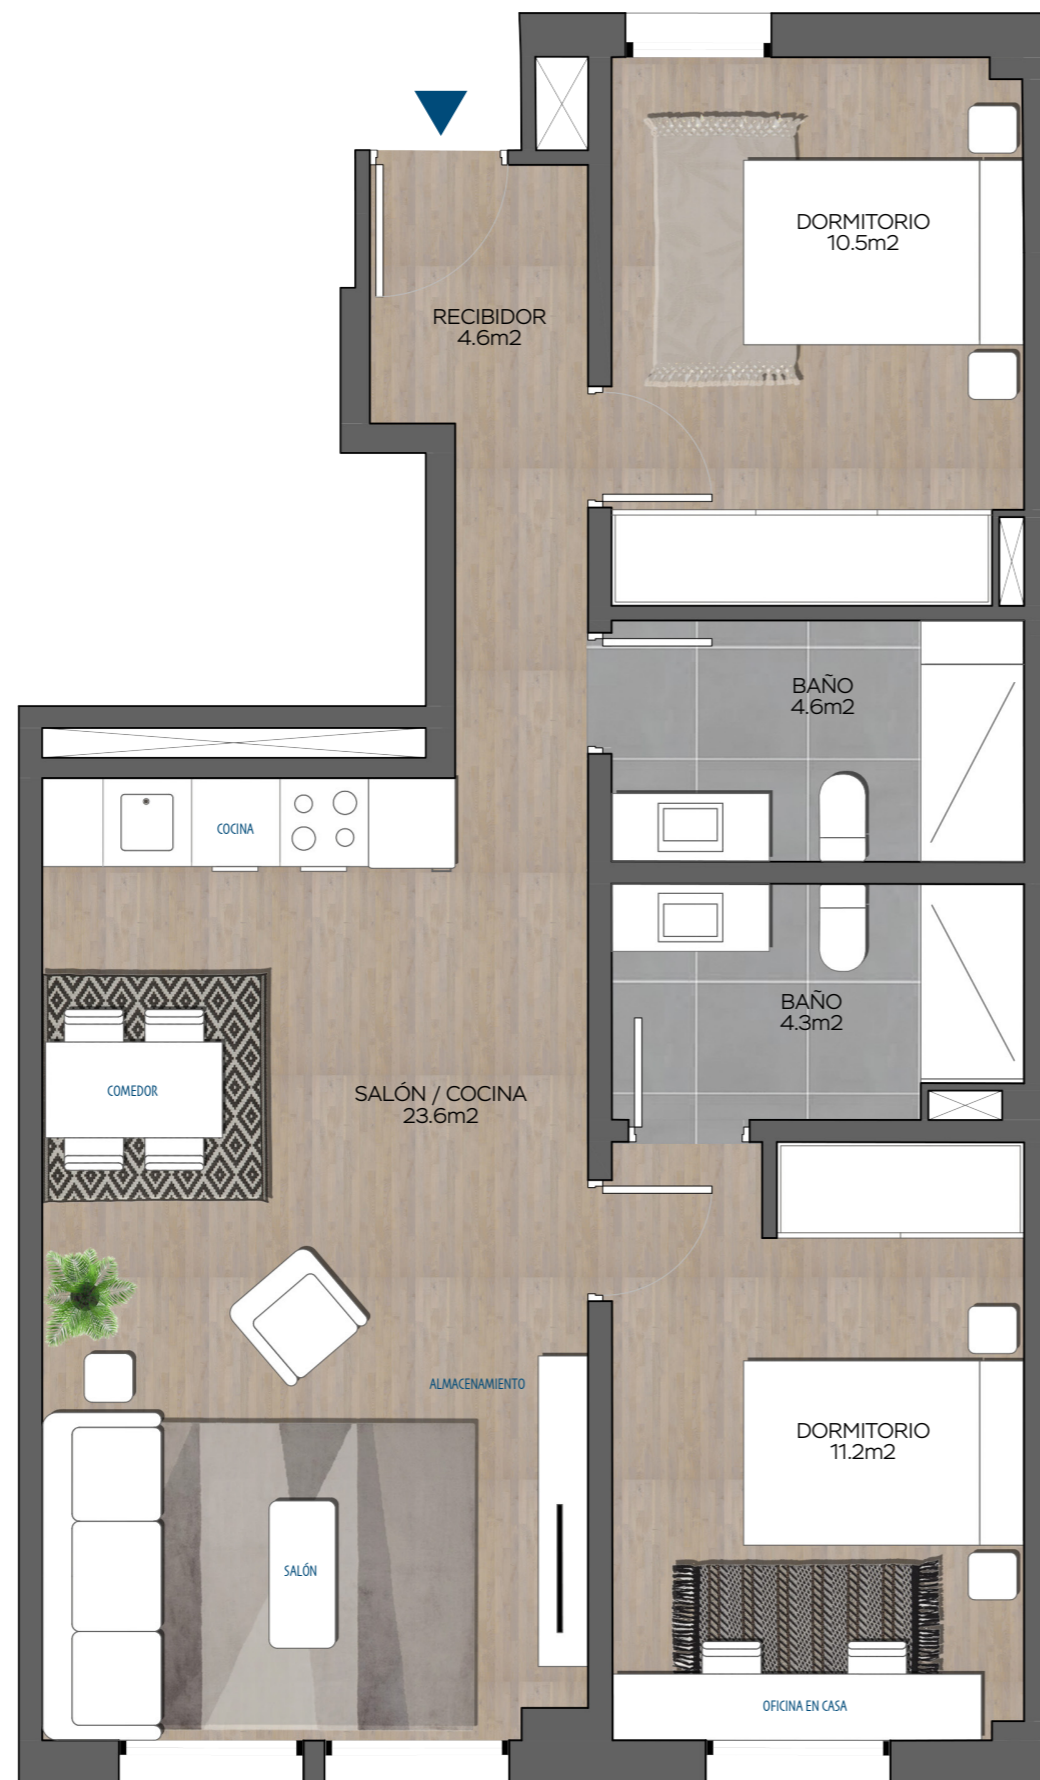 DORMITORIO
10.5m2
RECIBIDOR
4.6m2
BAÑO
4.6m2
COCINA
BAÑO
4.3m2
COMEDOR
SALÓN / COCINA
23.6m2
ALMACENAMIENTO
DORMITORIO
11.2m2
SALÓN
OFICINA EN CASA